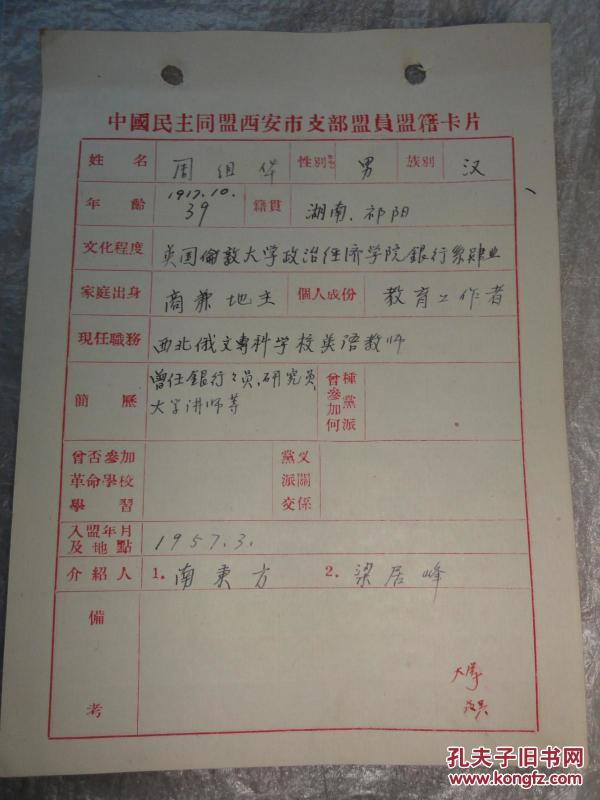 中國民主同盟西安市支部盟員盟籍卡片
姓名 周组华 性別 男 族別 汉
年齡 1917.10. 39 籍貫 湖南、祁阳
文化程度 英国倫敦大学政治经济学院銀行系肄业
家庭出身 商兼地主 個人成份 教育工作者
現任職務 西北俄文專科学校英语教师
簡歷 曾任銀行行员、研究员、
大学讲师等
曾參加何種黨派
曾否參加革命學校學習
黨派交义關係
入盟年月及地點 1957.3.
介紹人 1. 南東方 2. 梁居峰
備考
孔夫子旧书网
www.kongfz.com